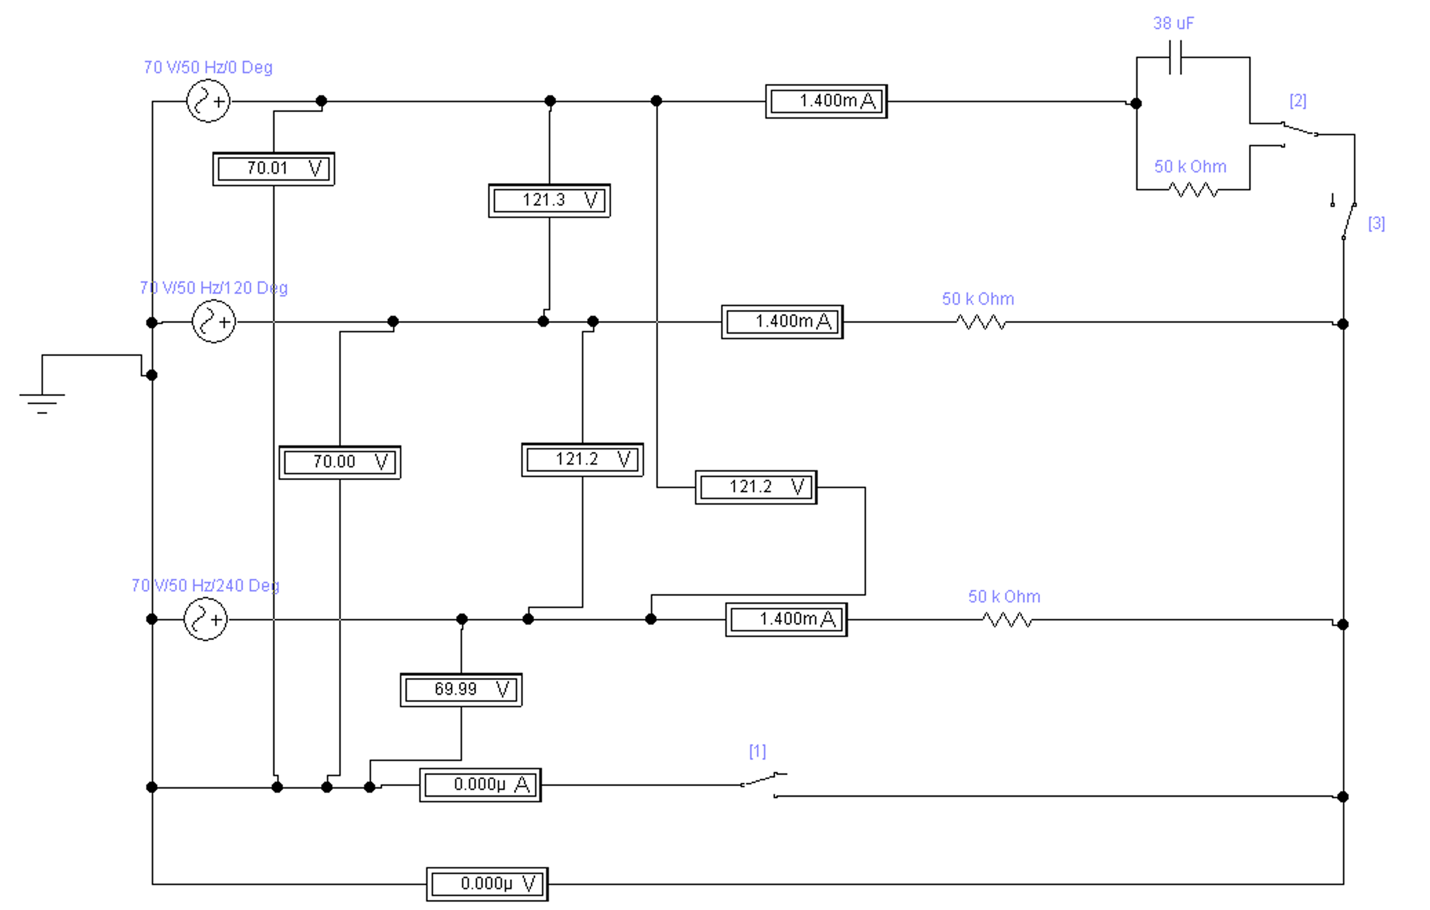 38 uF
70 V/50 Hz/0 Deg
1.400m A
[2]
70.01 V
50 k Ohm
121.3 V
[3]
70 V/50 Hz/120 Deg
50 k Ohm
1.400m A
70.00 V
121.2 V
121.2 V
70 V/50 Hz/240 Deg
50 k Ohm
1.400m A
69.99 V
[1]
0.000µ A
0.000µ V